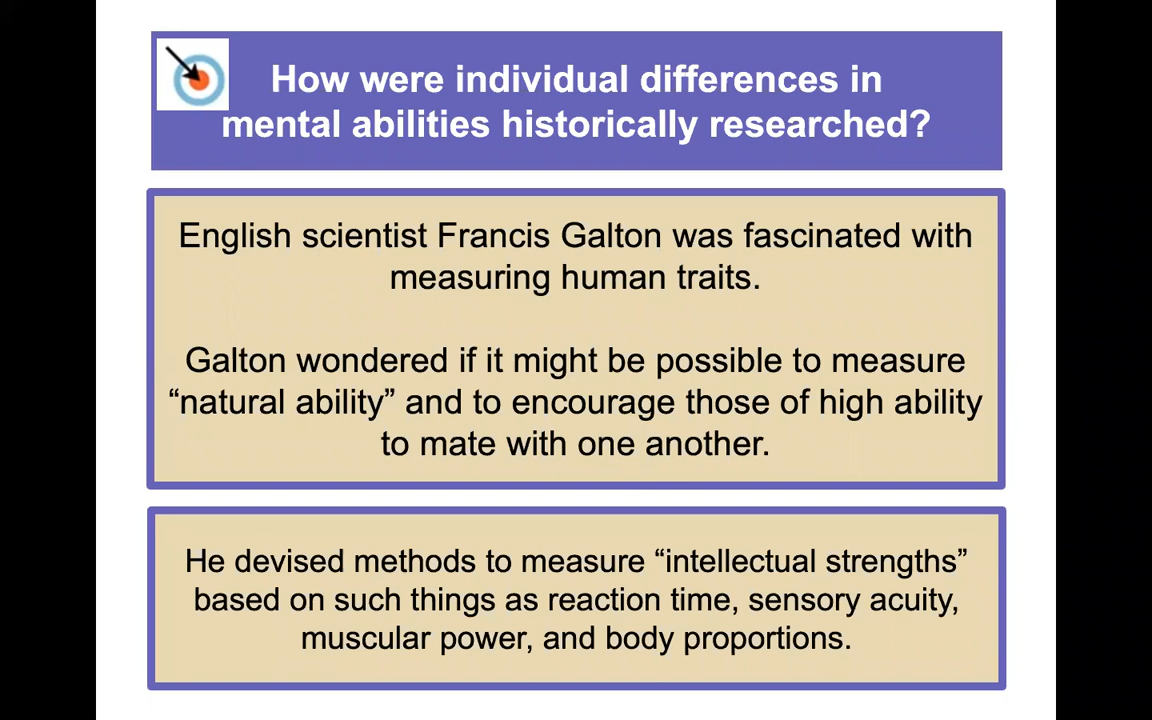 How were individual differences in
mental abilities historically researched?
English scientist Francis Galton was fascinated with
measuring human traits.
Galton wondered if it might be possible to measure
“natural ability” and to encourage those of high ability
to mate with one another.
He devised methods to measure “intellectual strengths”
based on such things as reaction time, sensory acuity,
muscular power, and body proportions.